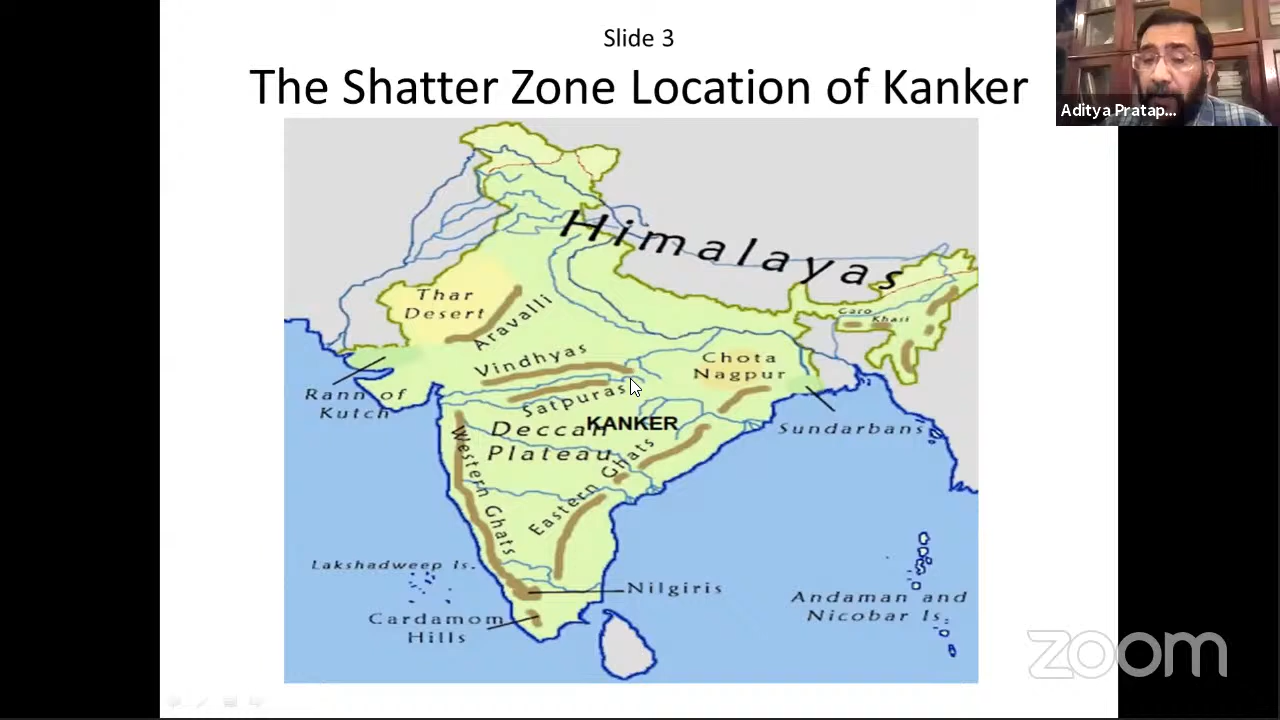 Slide 3
The Shatter Zone Location of Kanker
Aditya Pratap...
Himalayas
Thar
Desert
Aravalli
Vindhyas
Satpuras
Chota
Nagpur
Garo
Khasi
Rann of
Kutch
KANKER
Deccan
Plateau
Sundarbans
Western Ghats
Eastern Ghats
Lakshadweep Is.
Nilgiris
Cardamom
Hills
Andaman and
Nicobar Is.
zoom